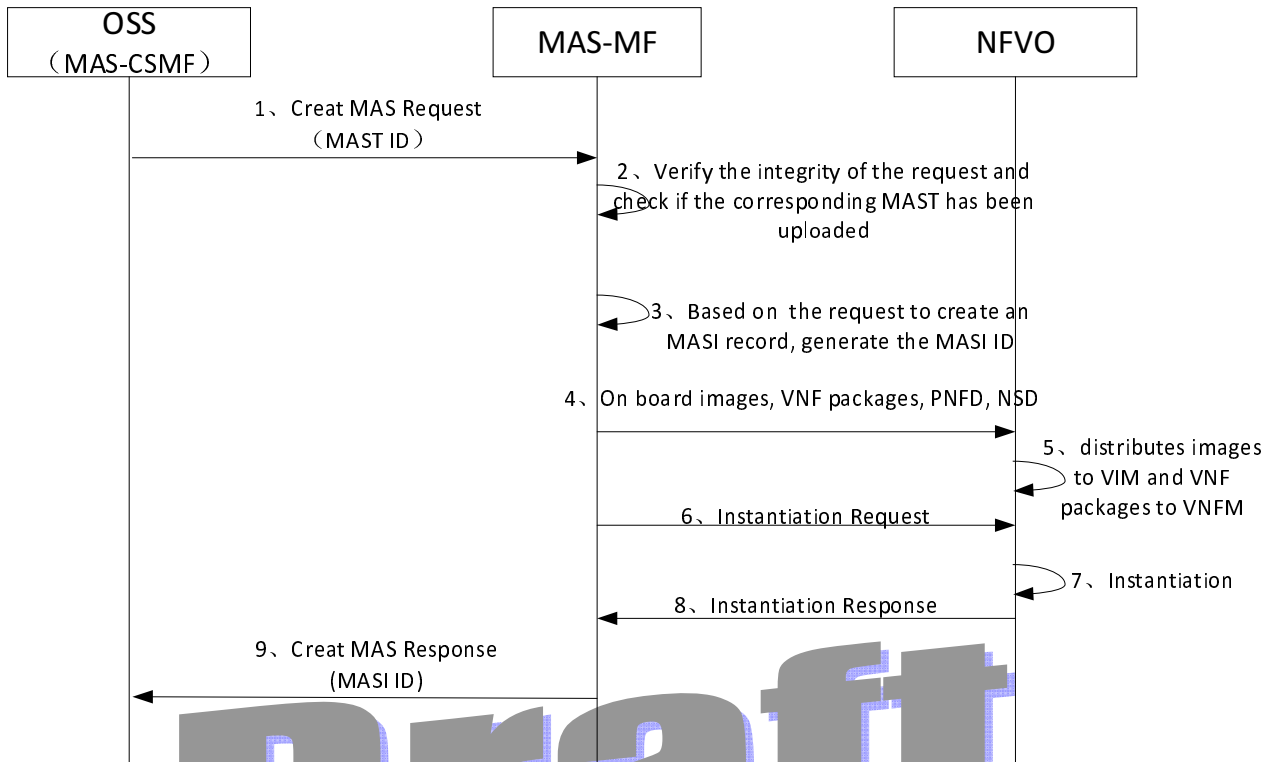 OSS
（MAS-CSMF）
MAS-MF
NFVO
1、Creat MAS Request
（MAST ID）
2、Verify the integrity of the request and
check if the corresponding MAST has been
uploaded
3、Based on the request to create an
MASI record, generate the MASI ID
4、On board images, VNF packages, PNFD, NSD
5、distributes images
to VIM and VNF
packages to VNFM
6、Instantiation Request
7、Instantiation
8、Instantiation Response
9、Creat MAS Response
(MASI ID)
Draft